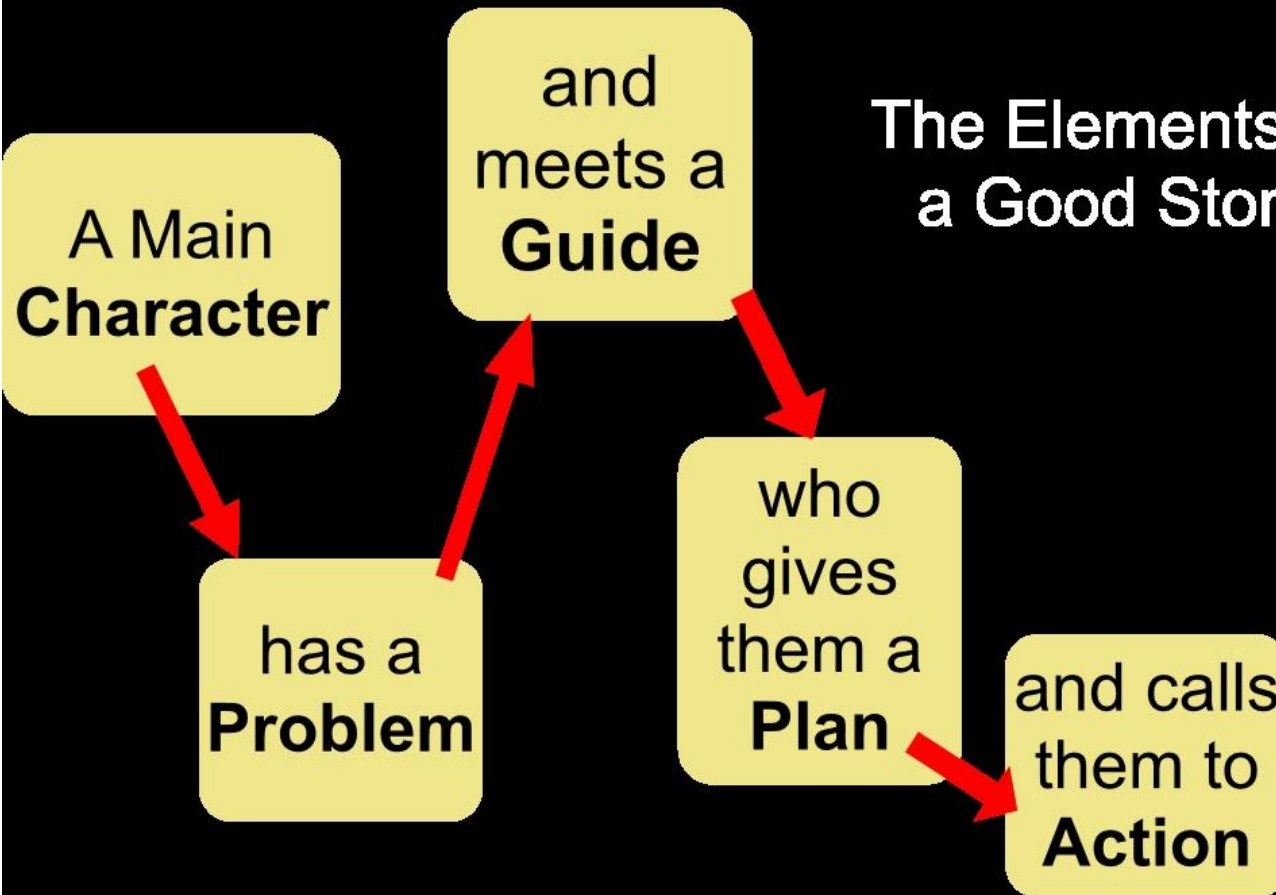 The Elements
a Good Stor
A Main
Character
has a
Problem
and
meets a
Guide
who
gives
them a
Plan
and calls
them to
Action